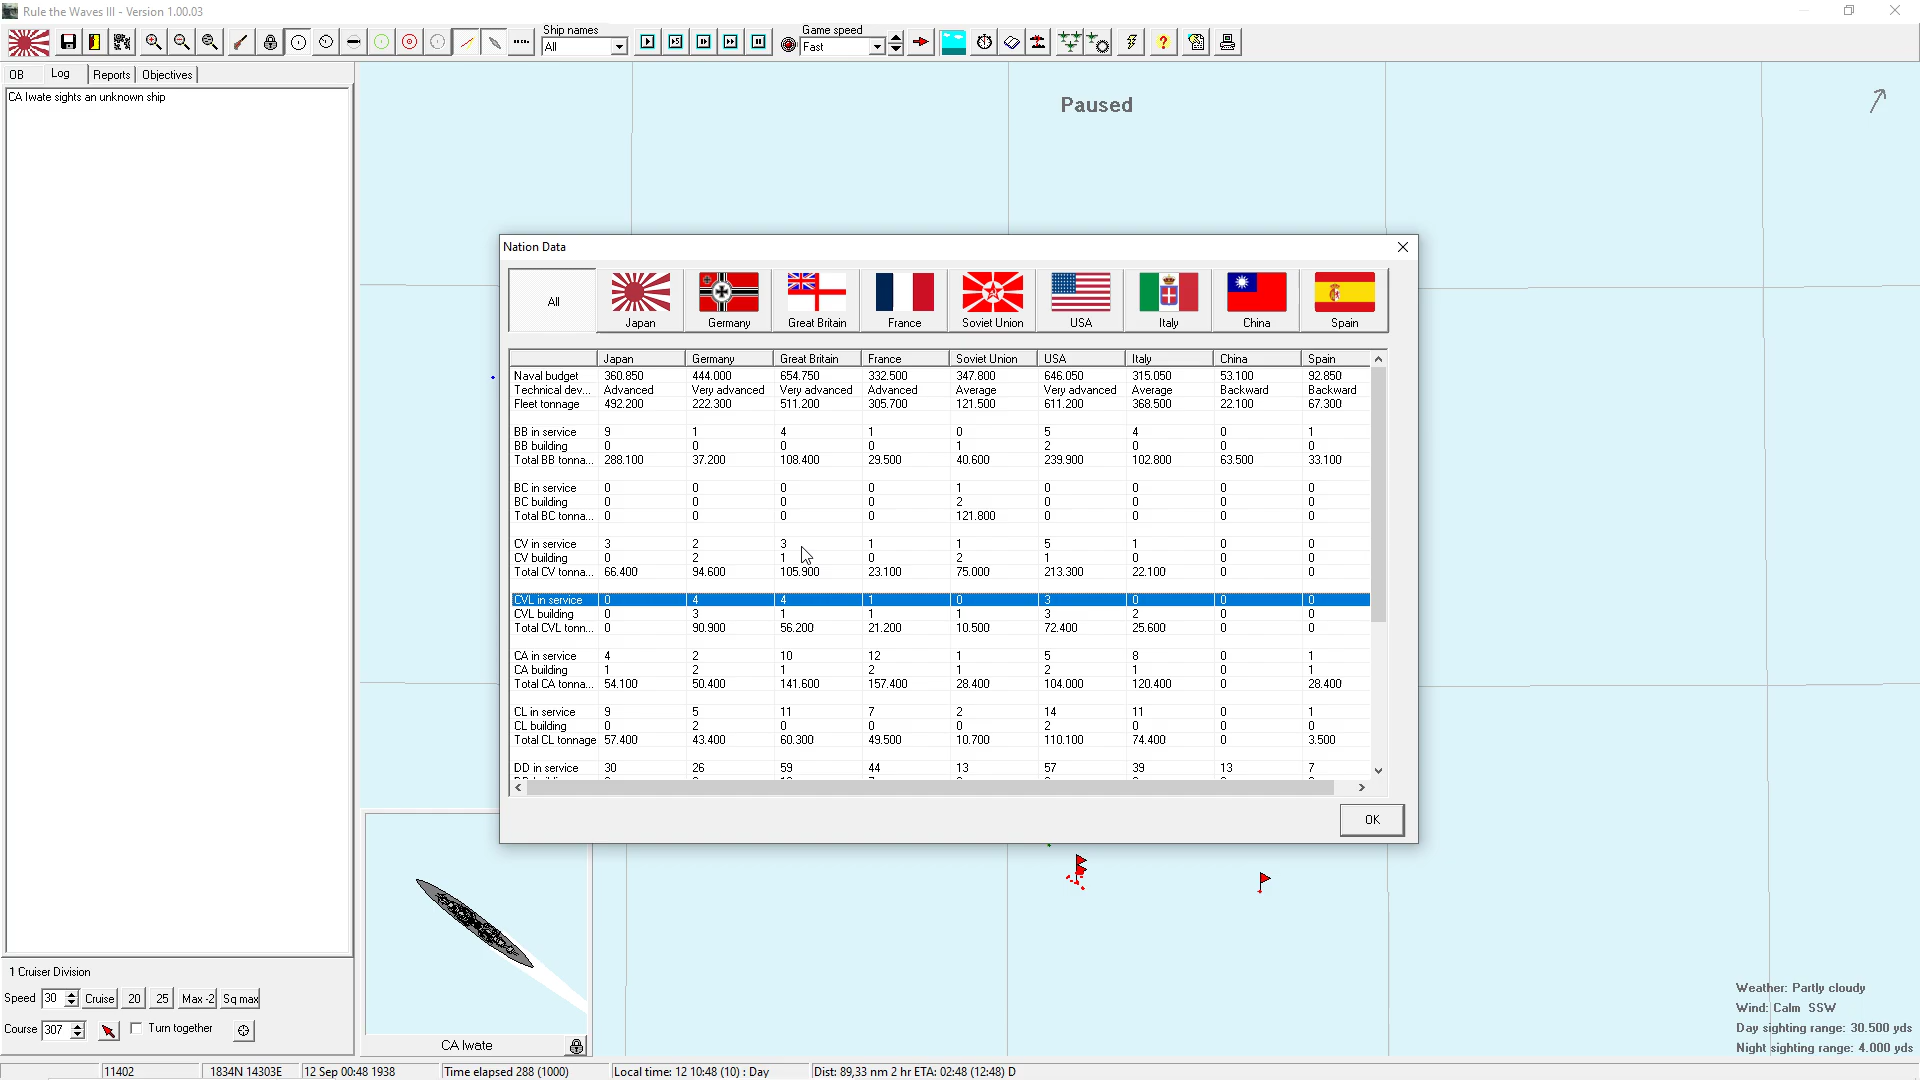 Rule the Waves III - Version 1.00.03
Ship names
All
Game speed
Fast
OB
Log
Reports
Objectives
CA Iwate sights an unknown ship
Paused
Nation Data
All
Japan
Germany
Great Britain
France
Soviet Union
USA
Italy
China
Spain
Japan Germany Great Britain France Soviet Union USA Italy China Spain
Naval budget 360.850 444.000 654.750 332.500 347.800 646.050 315.050 53.100 92.850
Technical dev... Advanced Very advanced Very advanced Advanced Average Very advanced Average Backward Backward
Fleet tonnage 492.200 222.300 511.200 305.700 121.500 611.200 368.500 22.100 67.300
BB in service 9 1 4 1 0 5 4 0 1
BB building 0 0 0 0 1 2 0 0 0
Total BB tonna... 288.100 37.200 108.400 29.500 40.600 239.900 102.800 63.500 33.100
BC in service 0 0 0 0 1 0 0 0 0
BC building 0 0 0 0 2 0 0 0 0
Total BC tonna... 0 0 0 0 121.800 0 0 0 0
CV in service 3 2 3 1 1 5 1 0 0
CV building 0 2 1 0 2 1 0 0 0
Total CV tonna... 66.400 94.600 105.900 23.100 75.000 213.300 22.100 0 0
CVL in service 0 4 4 1 0 3 0 0 0
CVL building 0 3 1 1 1 3 2 0 0
Total CVL tonn... 0 90.900 56.200 21.200 10.500 72.400 25.600 0 0
CA in service 4 2 10 12 1 5 8 0 1
CA building 1 2 1 2 1 2 1 0 1
Total CA tonna... 54.100 50.400 141.600 157.400 28.400 104.000 120.400 0 28.400
CL in service 9 5 11 7 2 14 11 0 1
CL building 0 2 0 0 0 2 0 0 0
Total CL tonnage 57.400 43.400 60.300 49.500 10.700 110.100 74.400 0 3.500
DD in service 30 26 59 44 13 57 39 13 7
OK
1 Cruiser Division
Speed 30 Cruise 20 25 Max -2 Sq max
Course 307 Turn together
CA Iwate
Weather: Partly cloudy
Wind: Calm SSW
Day sighting range: 30.500 yds
Night sighting range: 4.000 yds
11402 1834N 14303E 12 Sep 00:48 1938 Time elapsed 288 (1000) Local time: 12 10:48 (10) : Day Dist: 89,33 nm 2 hr ETA: 02:48 (12:48) D